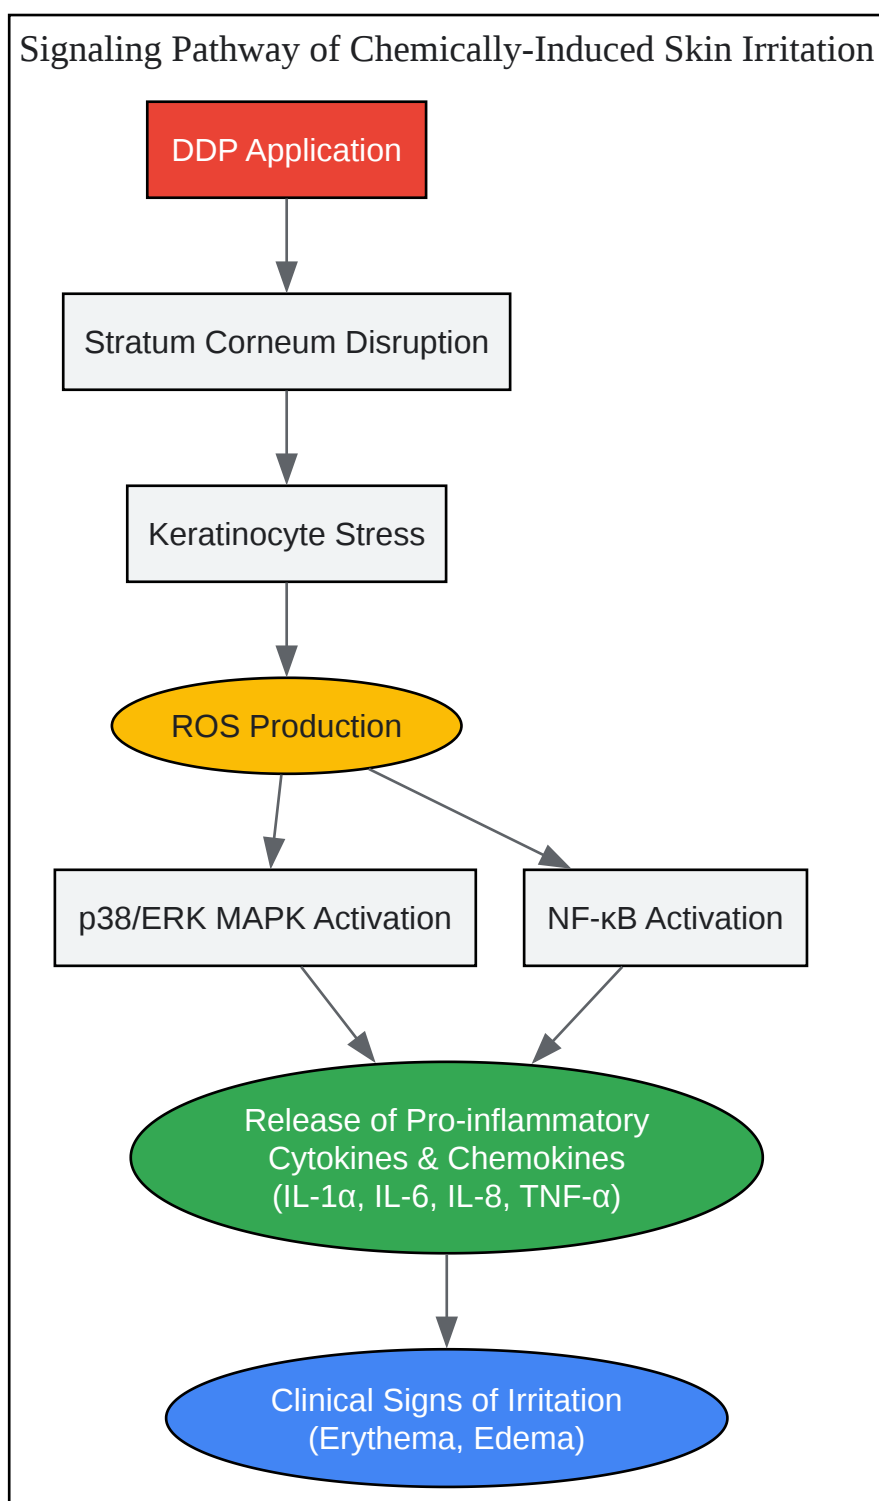 Signaling Pathway of Chemically-Induced Skin Irritation
DDP Application
Stratum Corneum Disruption
Keratinocyte Stress
ROS Production
p38/ERK MAPK Activation
NF-κB Activation
Release of Pro-inflammatory
Cytokines & Chemokines
(IL-1α, IL-6, IL-8, TNF-α)
Clinical Signs of Irritation
(Erythema, Edema)